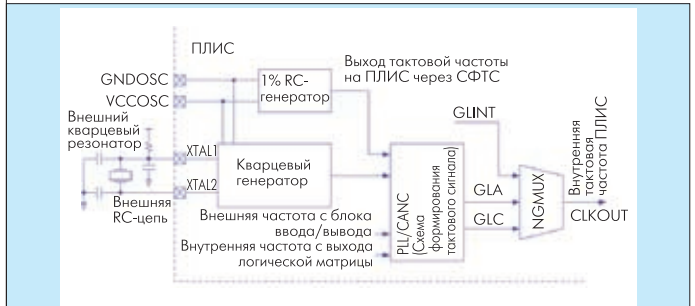 ПЛИС
GNDOSC
VCCOSC
1% RC-
генератор
Выход тактовой частоты
на ПЛИС через СФТС
Внешний
кварцевый
резонатор
XTAL1
XTAL2
Кварцевый
генератор
Внешняя
RC-цепь
Внешняя частота с блока
ввода/вывода
Внутренняя частота с выхода
логической матрицы
PLL/CANC
(Схема
формирования
тактового сигнала)
GLINT
GLA
GLC
NGMUX
Внутренняя
тактовая
частота ПЛИС
CLKOUT